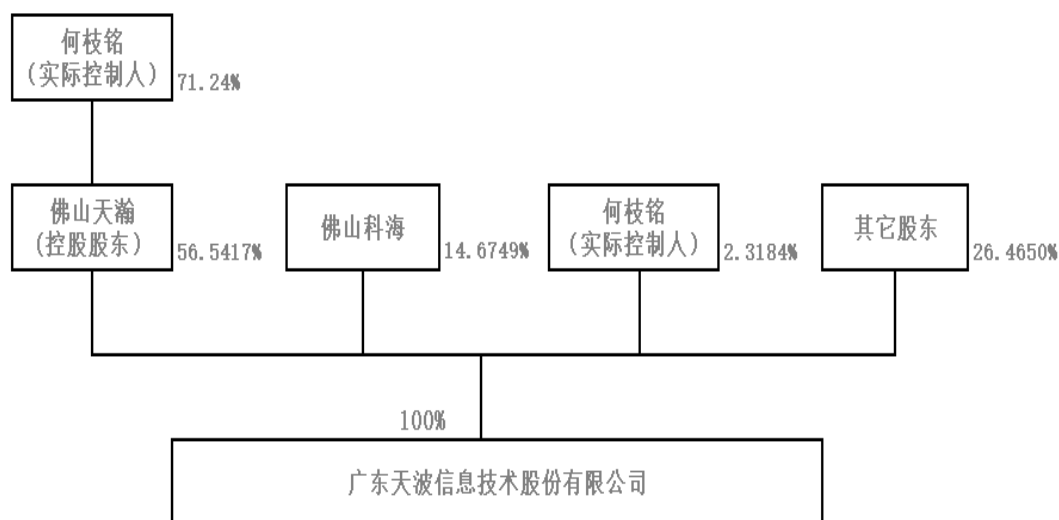 何枝铭
（实际控制人）
71.24%
佛山天瀚
(控股股东）
56.5417%
佛山科海
14.6749%
何枝铭
（实际控制人）
2.3184%
其它股东
26.4650%
100%
广东天波信息技术股份有限公司